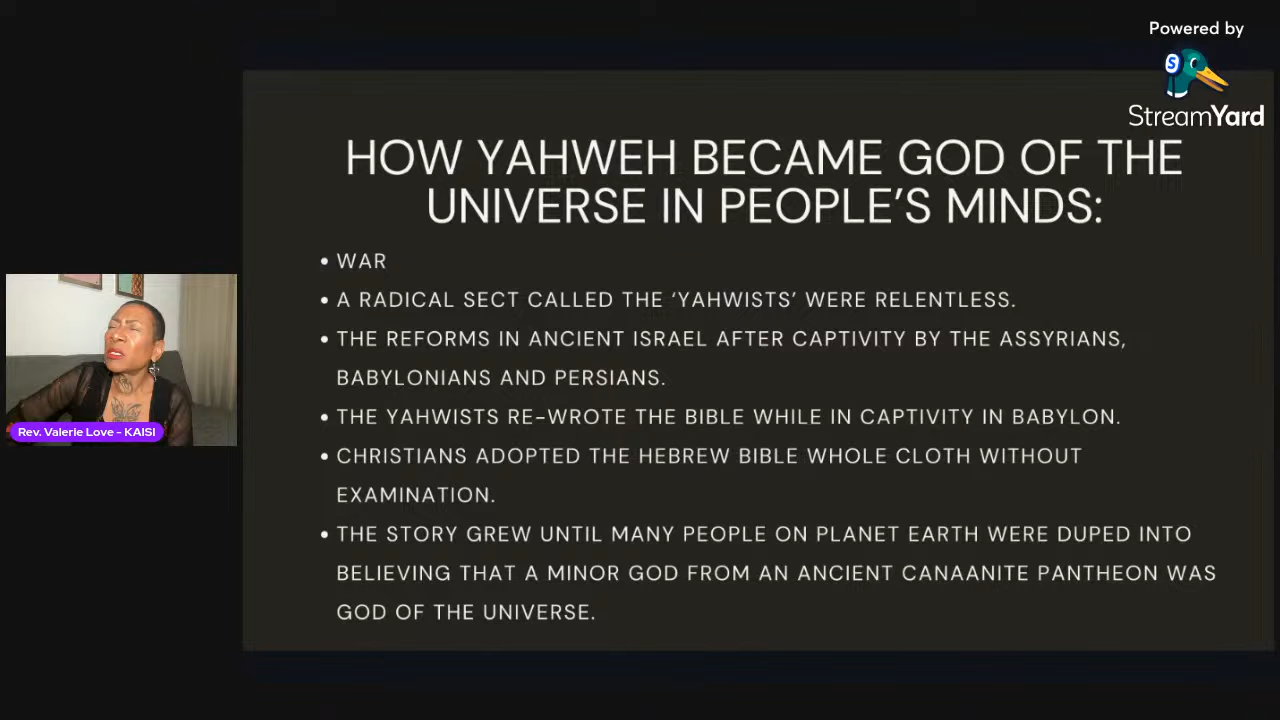 Powered by
StreamYard
HOW YAHWEH BECAME GOD OF THE
UNIVERSE IN PEOPLE'S MINDS:
• WAR
• A RADICAL SECT CALLED THE 'YAHWISTS' WERE RELENTLESS.
• THE REFORMS IN ANCIENT ISRAEL AFTER CAPTIVITY BY THE ASSYRIANS,
BABYLONIANS AND PERSIANS.
• THE YAHWISTS RE-WROTE THE BIBLE WHILE IN CAPTIVITY IN BABYLON.
• CHRISTIANS ADOPTED THE HEBREW BIBLE WHOLE CLOTH WITHOUT
EXAMINATION.
• THE STORY GREW UNTIL MANY PEOPLE ON PLANET EARTH WERE DUPED INTO
BELIEVING THAT A MINOR GOD FROM AN ANCIENT CANAANITE PANTHEON WAS
GOD OF THE UNIVERSE.
Rev. Valerie Love - KAISI